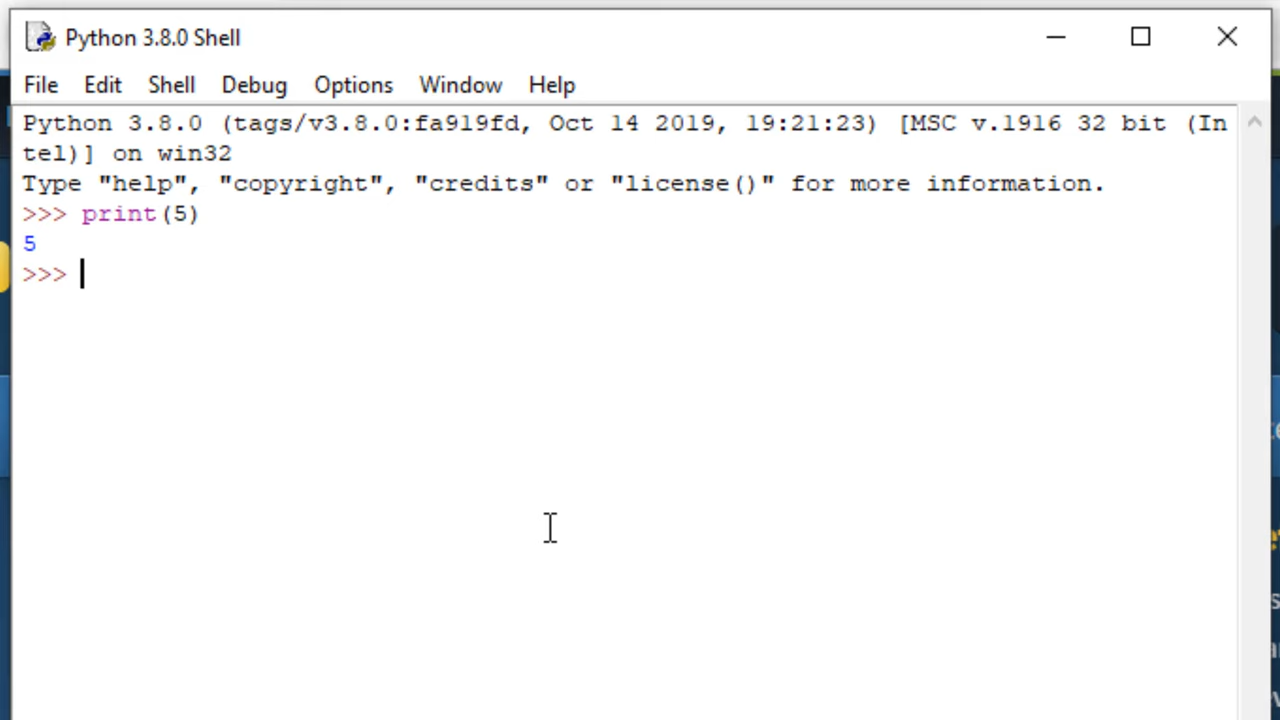 Python 3.8.0 Shell
File Edit Shell Debug Options Window Help
Python 3.8.0 (tags/v3.8.0:fa919fd, Oct 14 2019, 19:21:23) [MSC v.1916 32 bit (In
tel)] on win32
Type "help", "copyright", "credits" or "license()" for more information.
>>> print(5)
5
>>>